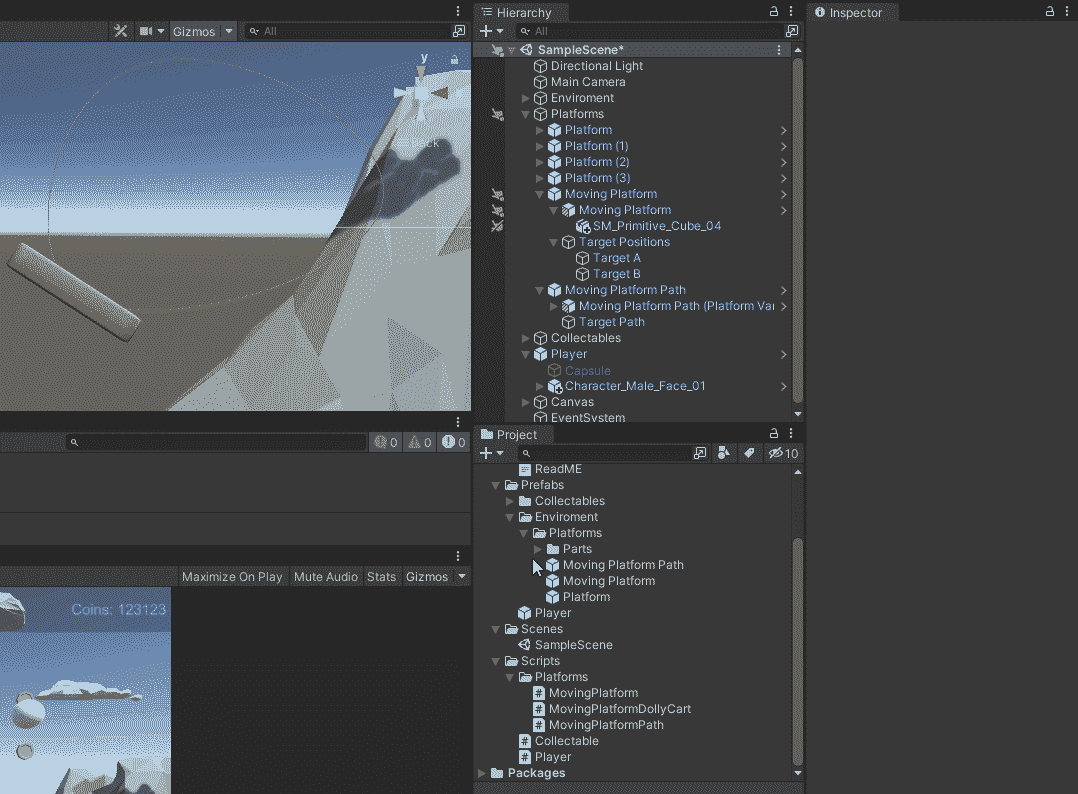 Gizmos
All
y
Back
0
0
0
Maximize On Play
Mute Audio
Stats
Gizmos
Coins: 123123
Hierarchy
All
SampleScene*
Directional Light
Main Camera
Enviroment
Platforms
Platform
Platform (1)
Platform (2)
Platform (3)
Moving Platform
Moving Platform
SM_Primitive_Cube_04
Target Positions
Target A
Target B
Moving Platform Path
Moving Platform Path (Platform Va
Target Path
Collectables
Player
Capsule
Character_Male_Face_01
Canvas
EventSystem
Project
10
ReadME
Prefabs
Collectables
Enviroment
Platforms
Parts
Moving Platform Path
Moving Platform
Platform
Player
Scenes
SampleScene
Scripts
Platforms
MovingPlatform
MovingPlatformDollyCart
MovingPlatformPath
Collectable
Player
Packages
Inspector